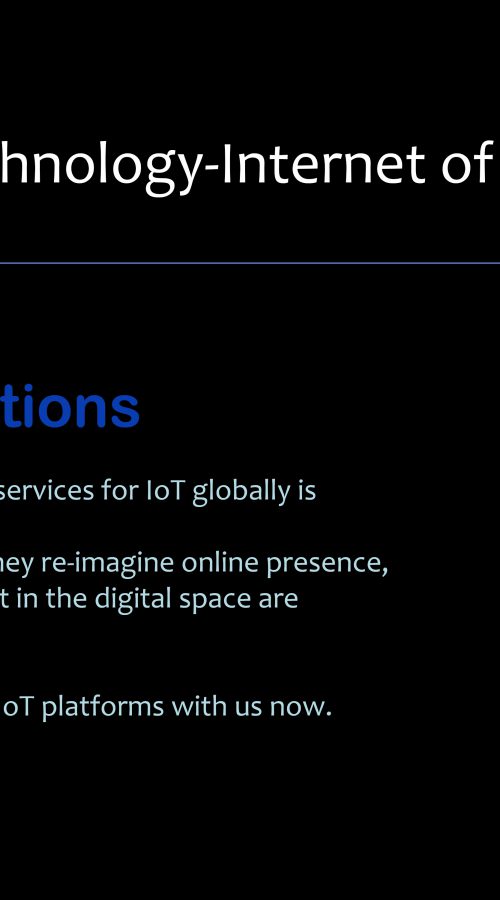 hnology-Internet of
tions
services for IoT globally is
hey re-imagine online presence,
t in the digital space are
oT platforms with us now.